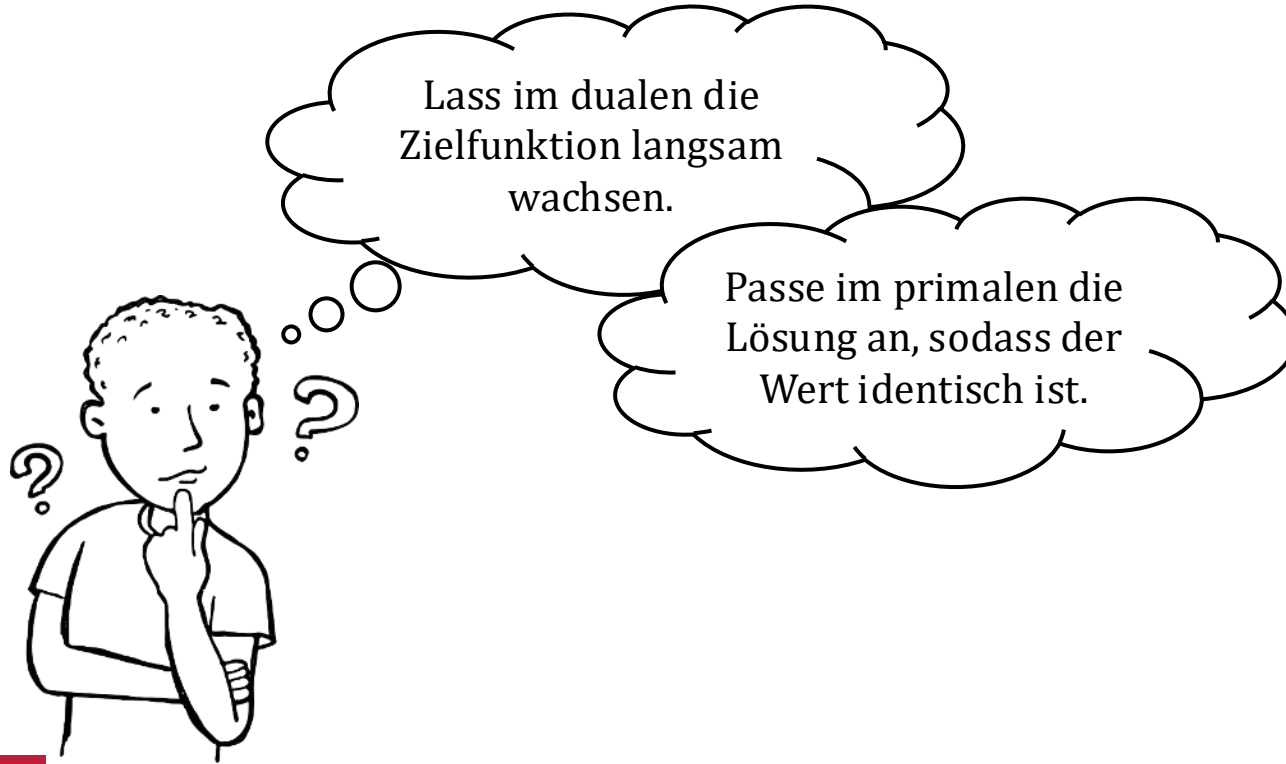 Lass im dualen die
Zielfunktion langsam
wachsen.
Passe im primalen die
Lösung an, sodass der
Wert identisch ist.
?
?